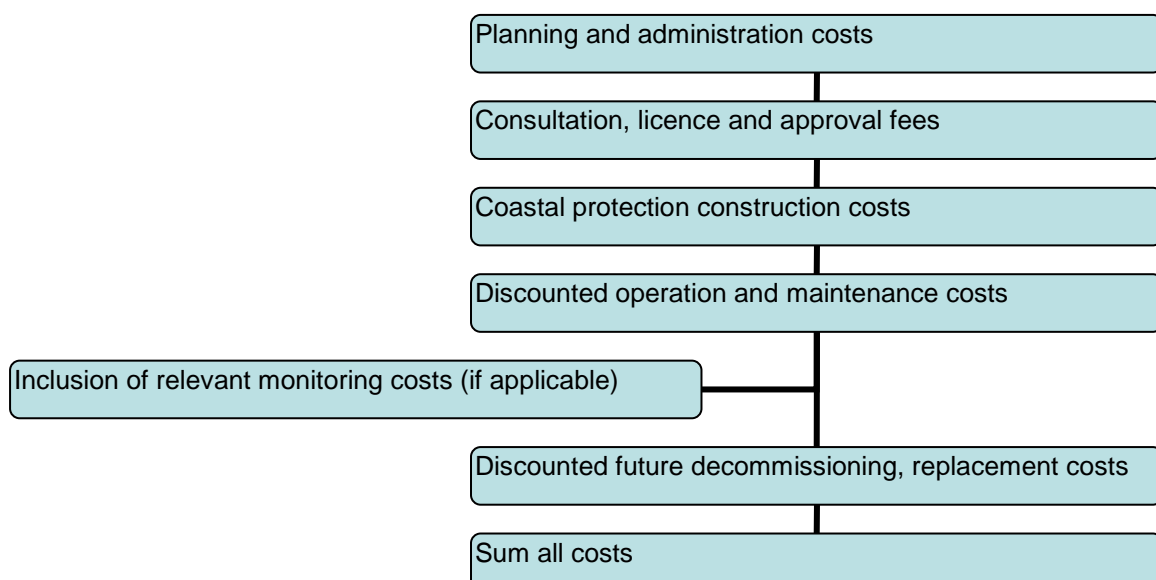 Planning and administration costs
Consultation, licence and approval fees
Coastal protection construction costs
Discounted operation and maintenance costs
Inclusion of relevant monitoring costs (if applicable)
Discounted future decommissioning, replacement costs
Sum all costs